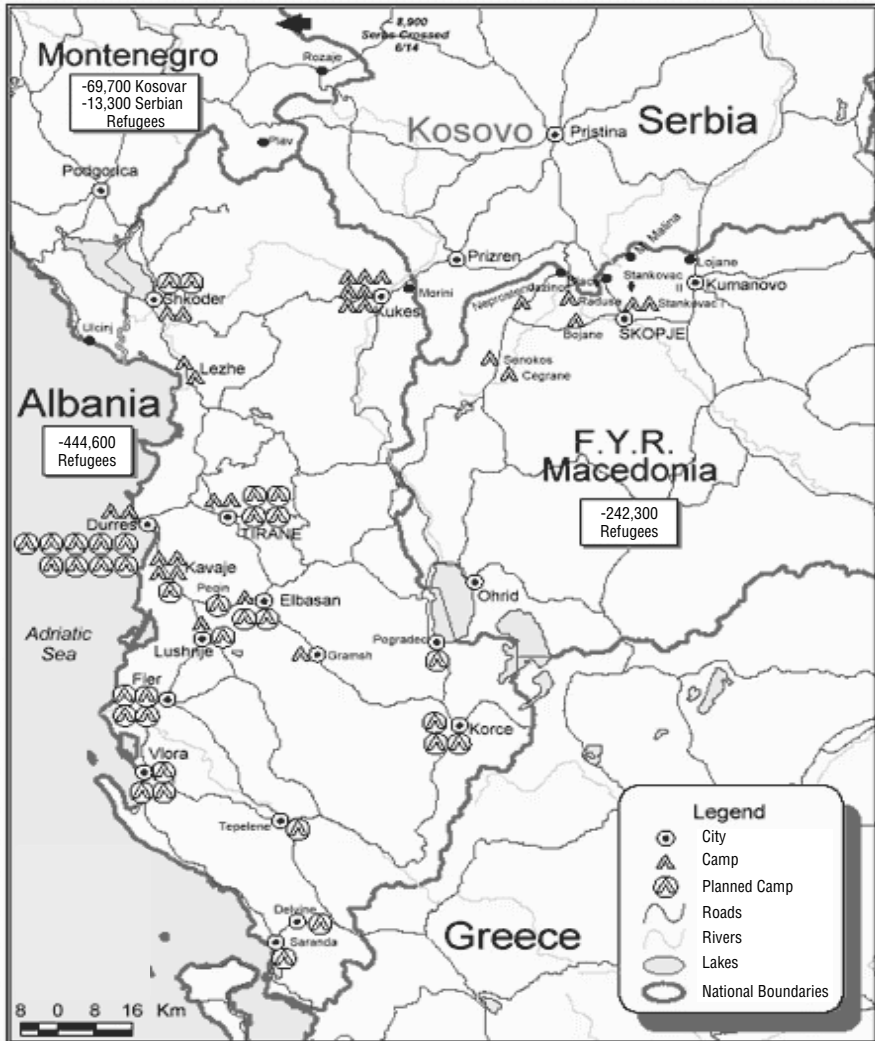 8,900
Serbs Crossed
6/14
Montenegro
Rozaje
-69,700 Kosovar
-13,300 Serbian
Refugees
Kosovo
Pristina
Serbia
Plav
Podgorica
Prizren
Malina
Lojane
Shkoder
Morini
Kukes
Jazince
Stankovac
II
Kumanovo
Neprosteno
Raduse
Stankovac I
Ulcinj
Bojane
SKOPJE
Lezhe
Senokos
Cegrane
Albania
-444,600
Refugees
F.Y.R.
Macedonia
-242,300
Refugees
Durres
TIRANE
Kavaje
Peqin
Elbasan
Ohrid
Adriatic
Sea
Lushnje
Gramsh
Pogradec
Fier
Korce
Vlora
Tepelene
Delvine
Saranda
Greece
Legend
City
Camp
Planned Camp
Roads
Rivers
Lakes
National Boundaries
8 0 8 16 Km